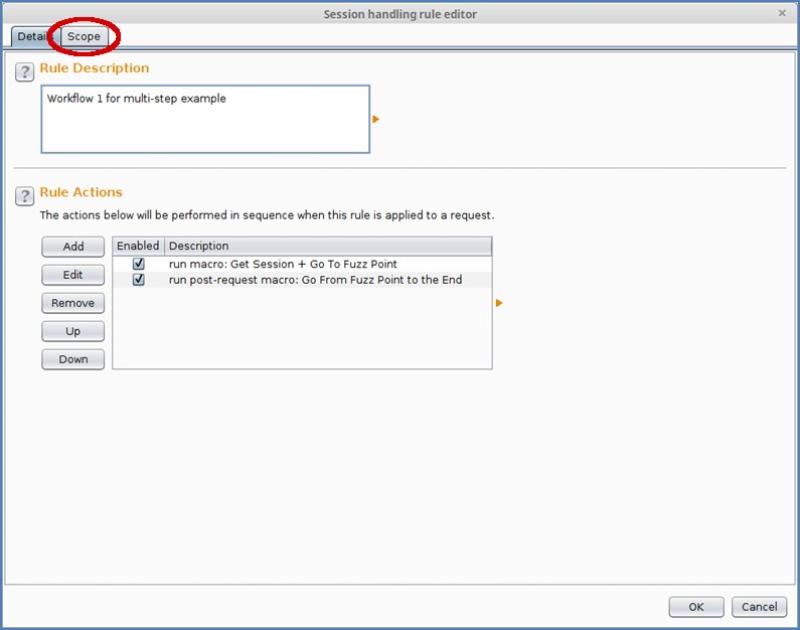 Session handling rule editor
×
Details Scope
? Rule Description
Workflow 1 for multi-step example
? Rule Actions
The actions below will be performed in sequence when this rule is applied to a request.
Add
Edit
Remove
Up
Down
Enabled Description
run macro: Get Session + Go To Fuzz Point
run post-request macro: Go From Fuzz Point to the End
OK Cancel